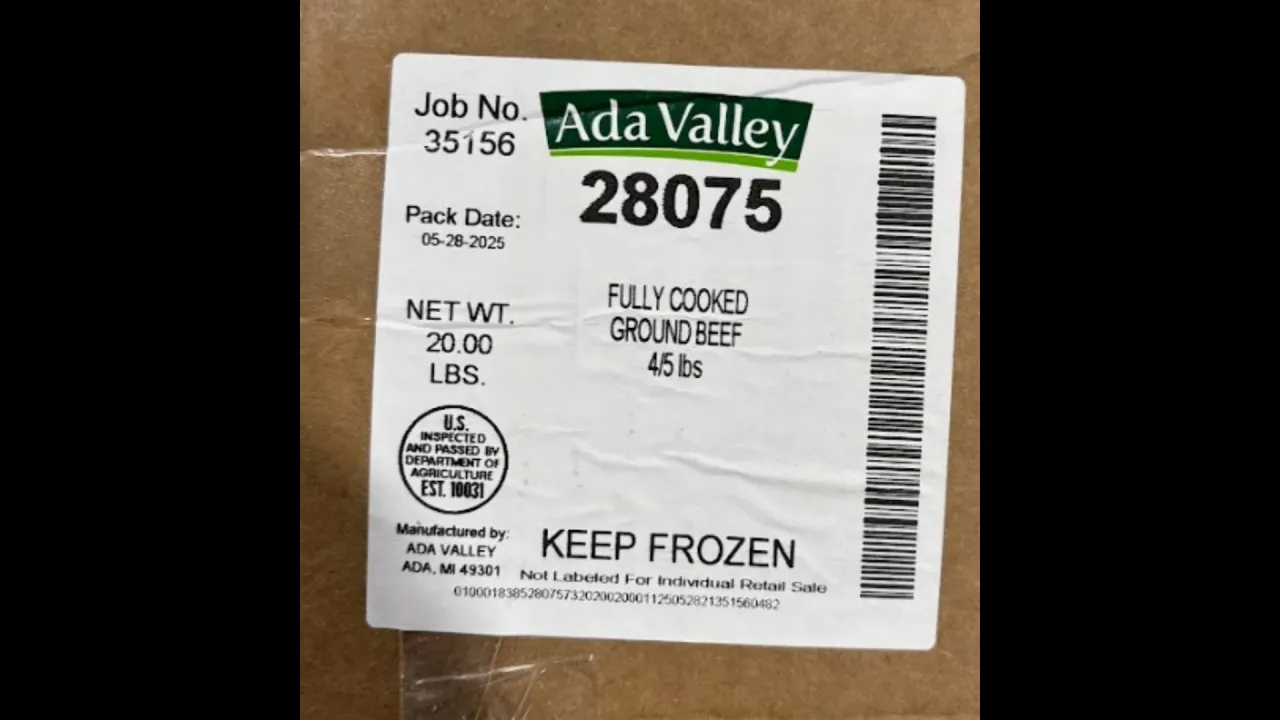 Job No.
35156
Ada Valley
28075
Pack Date:
05-28-2025
FULLY COOKED
GROUND BEEF
4/5 lbs
NET WT.
20.00
LBS.
U.S.
INSPECTED
AND PASSED BY
DEPARTMENT OF
AGRICULTURE
EST. 10031
Manufactured by:
ADA VALLEY
ADA, MI 49301
KEEP FROZEN
Not Labeled For Individual Retail Sale
01000183852807573202002000112505282135156​0482